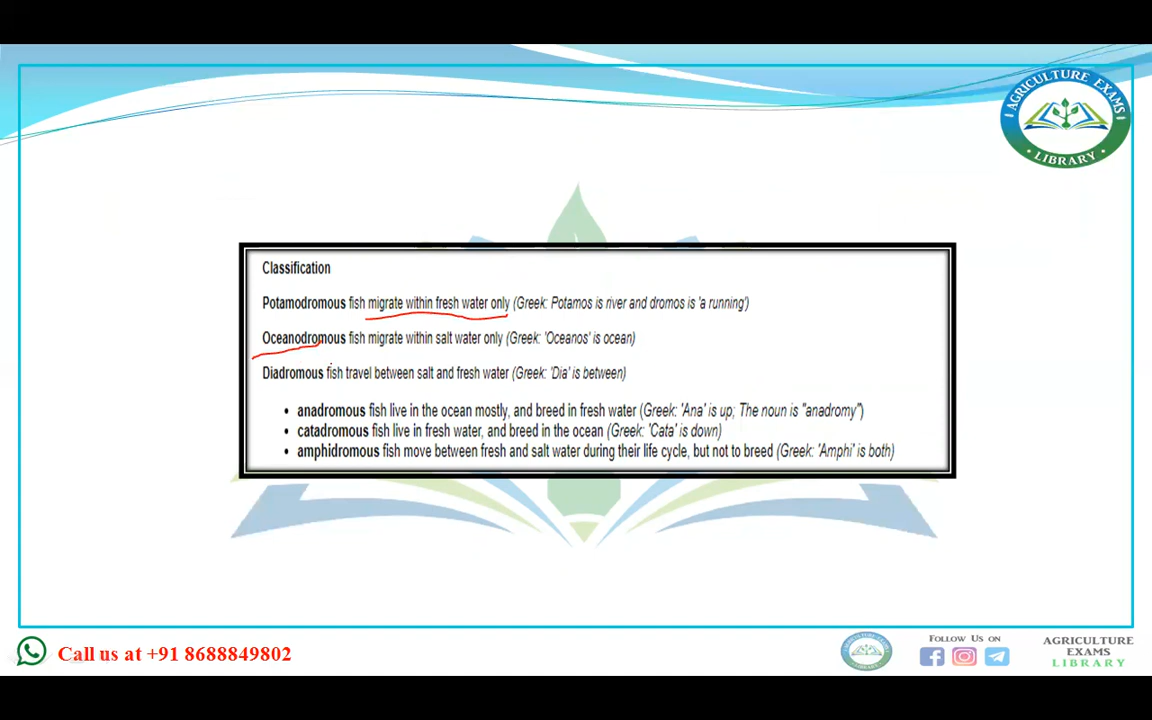 AGRICULTURE EXAMS
LIBRARY
Classification
Potamodromous fish migrate within fresh water only (Greek: Potamos is river and dromos is 'a running')
Oceanodromous fish migrate within salt water only (Greek: 'Oceanos' is ocean)
Diadromous fish travel between salt and fresh water (Greek: 'Dia' is between)
• anadromous fish live in the ocean mostly, and breed in fresh water (Greek: 'Ana' is up; The noun is "anadromy")
• catadromous fish live in fresh water, and breed in the ocean (Greek: 'Cata' is down)
• amphidromous fish move between fresh and salt water during their life cycle, but not to breed (Greek: 'Amphi' is both)
Call us at +91 8688849802
FOLLOW US ON
AGRICULTURE
EXAMS
LIBRARY